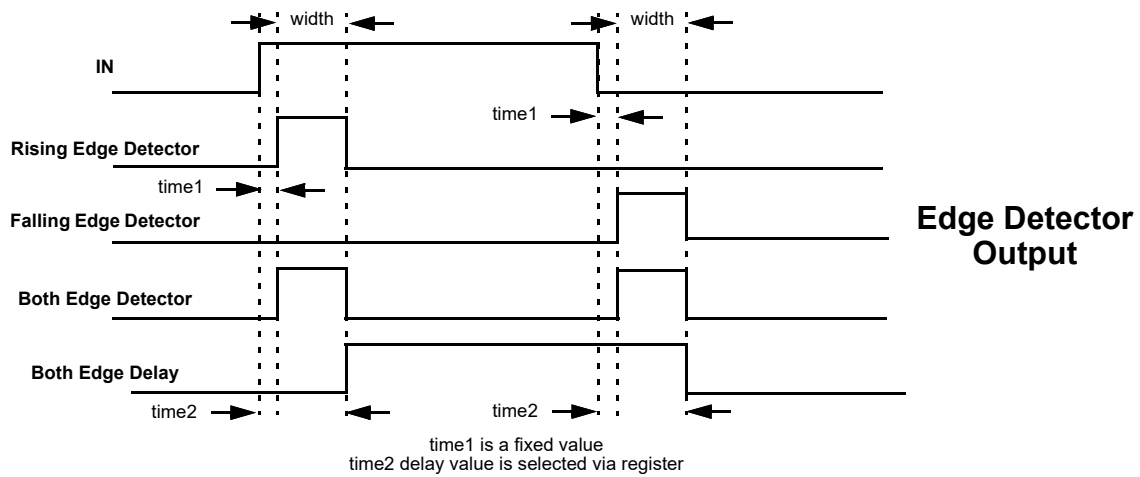 width
width
IN
time1
Rising Edge Detector
time1
Falling Edge Detector
Edge Detector
Output
Both Edge Detector
Both Edge Delay
time2
time2
time1 is a fixed value
time2 delay value is selected via register